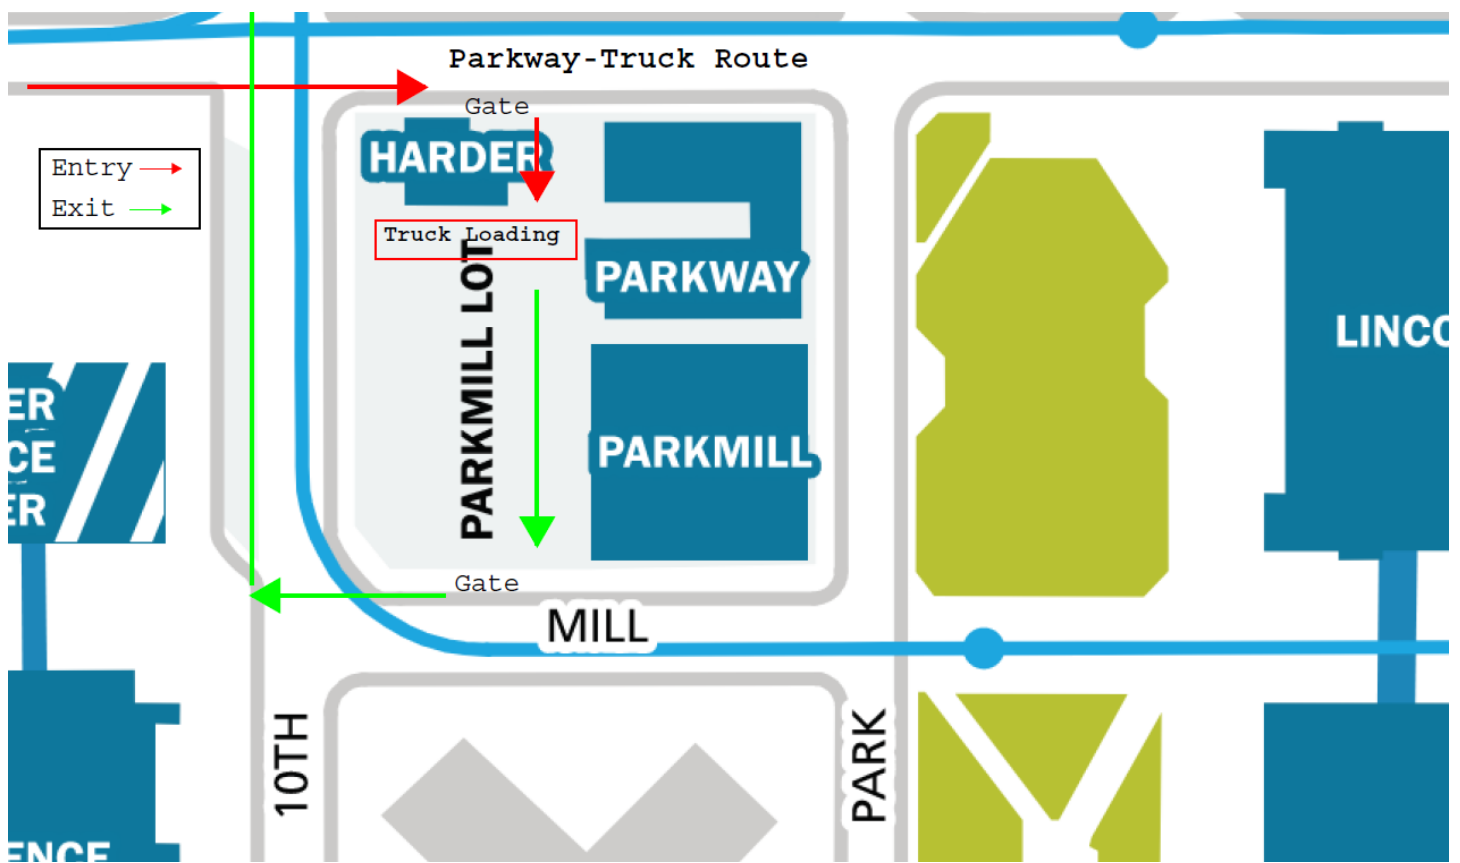 Parkway-Truck Route
Gate
HARDER
Entry
Exit
Truck Loading
PARKMILL LOT
PARKWAY
LINCO
ER
CE
ER
PARKMILL
Gate
MILL
10TH
PARK
ENCE